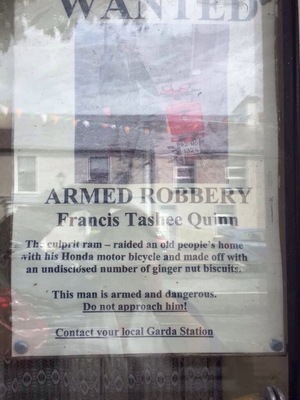 WANTED
ARMED ROBBERY
Francis Tashee Quinn
The culprit ram – raided an old people's home
with his Honda motor bicycle and made off with
an undisclosed number of ginger nut biscuits.
This man is armed and dangerous.
Do not approach him!
Contact your local Garda Station